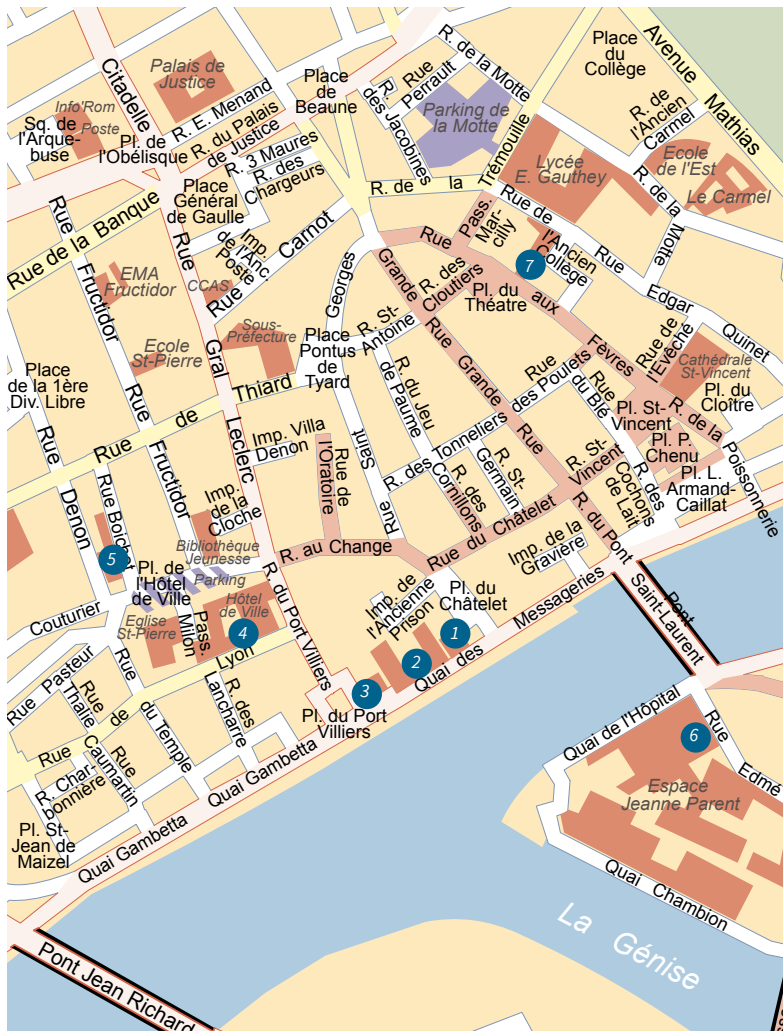 Citadelle
Palais de
Justice
Info'Rom
Poste
Sq. de
l'Arque-
buse
Pl. de
l'Obélisque
R. E. Menand
R. du Palais
de Justice
Place
de
Beaune
R.
des Jacobines
Rue
Perrault
R. de la Motte
Parking de
la Motte
Place
du
Collège
Avenue Mathias
R. de
l'Ancien
Carmel
Ecole de
l'Est
Le Carmel
Lycée
E. Gauthey
R. de la
Trémouille
R. de la
Motte
R. 3 Maures
R. des
Chargeurs
Place
Général
de Gaulle
Imp.
de l'Anc.
Poste
Rue Carnot
Rue de la Banque
Rue
Fructidor
EMA
Fructidor
CCAS
Rue
Gral
Leclerc
Ecole
St-Pierre
Sous-
Préfecture
Georges
Place
Pontus
de
Tyard
R. St-
Antoine
R. des
Cloutiers
Grande
Rue
Pass.
Mar-
cilly
Rue
aux
Fèvres
Pl. du
Théatre
7
l'Ancien
Collège
Rue de
Rue
Edgar
Quinet
Rue de
l'Evêché
Cathédrale
St-Vincent
Pl. du
Cloître
Pl. St-
Vincent
Pl. P.
Chenu
Pl. L.
Armand-
Caillat
R. de la
Poissonnerie
Place
de la 1ère
Div. Libre
Rue de Thiard
Rue
Denon
Rue Boichot
Fructidor
Imp. Villa
Denon
Rue de
l'Oratoire
Imp.
de la
Cloche
Saint
Rue
R. du Jeu
de Paume
R. des Tonneliers
Rue
des Poulets
Grande
Rue
Rue
du Blé
R. des
Cornillons
R. St-
Germain
R. St-
Vincent
R. des
Cochons
de Lait
5
Bibliothèque
Jeunesse
Pl. de
l'Hôtel
de Ville
Parking
R. au Change
Rue du Châtelet
Imp. de la
Gravière
R. du Pont
Pont
Saint-Laurent
Couturier
Eglise
St-Pierre
Pass.
Milon
Hôtel
de Ville
4
R. du Port Villiers
Imp. de
l'Ancienne
Prison
Pl. du
Châtelet
1
2
3
Quai des Messageries
Pl. du Port
Villiers
Rue Pasteur
Rue
Thalie
Rue de Lyon
Rue
du Temple
R. des
Lancharre
Rue
Caumartin
R. Char-
bonnière
Pl. St-
Jean de
Maizel
Quai Gambetta
Quai Gambetta
Quai de l'Hôpital
6
Rue
Edmé
Espace
Jeanne Parent
Quai Chambion
La Génise
Pont Jean Richard